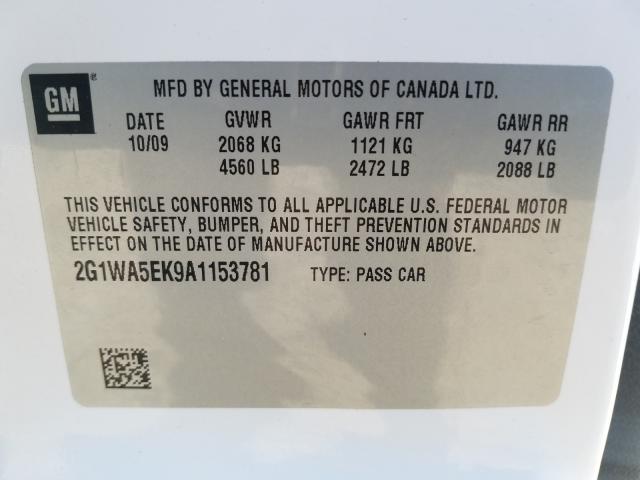 GM ®
MFD BY GENERAL MOTORS OF CANADA LTD.
DATE GVWR GAWR FRT GAWR RR
10/09 2068 KG 1121 KG 947 KG
4560 LB 2472 LB 2088 LB
THIS VEHICLE CONFORMS TO ALL APPLICABLE U.S. FEDERAL MOTOR
VEHICLE SAFETY, BUMPER, AND THEFT PREVENTION STANDARDS IN
EFFECT ON THE DATE OF MANUFACTURE SHOWN ABOVE.
2G1WA5EK9A1153781 TYPE: PASS CAR